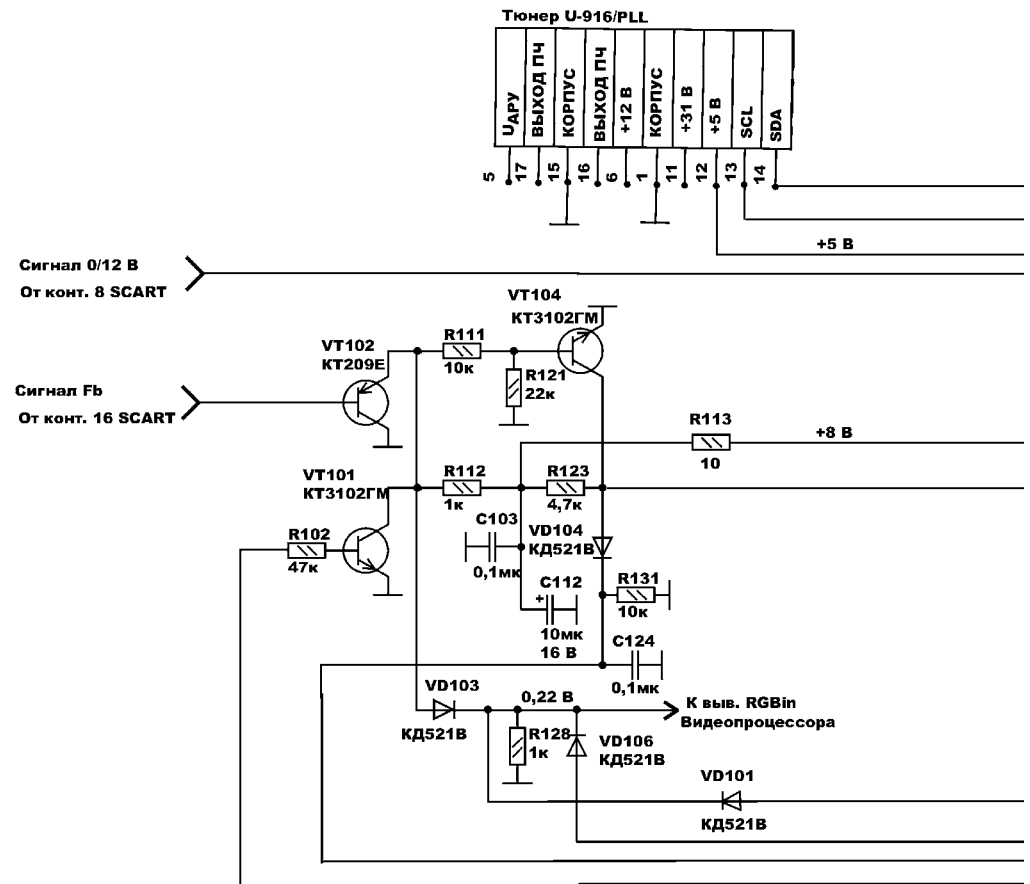 Тюнер U-916/PLL
UАРУ
ВЫХОД ПЧ
КОРПУС
ВЫХОД ПЧ
+12 В
КОРПУС
+31 В
+5 В
SCL
SDA
5
17
15
16
6
1
11
12
13
14
+5 В
Сигнал 0/12 В
От конт. 8 SCART
VT104
КТ3102ГМ
VT102
КТ209Е
R111
10к
R121
22к
Сигнал Fb
От конт. 16 SCART
R113
10
+8 В
VT101
КТ3102ГМ
R112
1к
R123
4,7к
R102
47к
C103
0,1мк
VD104
КД521В
C112
+
10мк
16 В
R131
10к
C124
0,1мк
VD103
КД521В
0,22 В
К выв. RGBin
Видеопроцессора
R128
1к
VD106
КД521В
VD101
КД521В